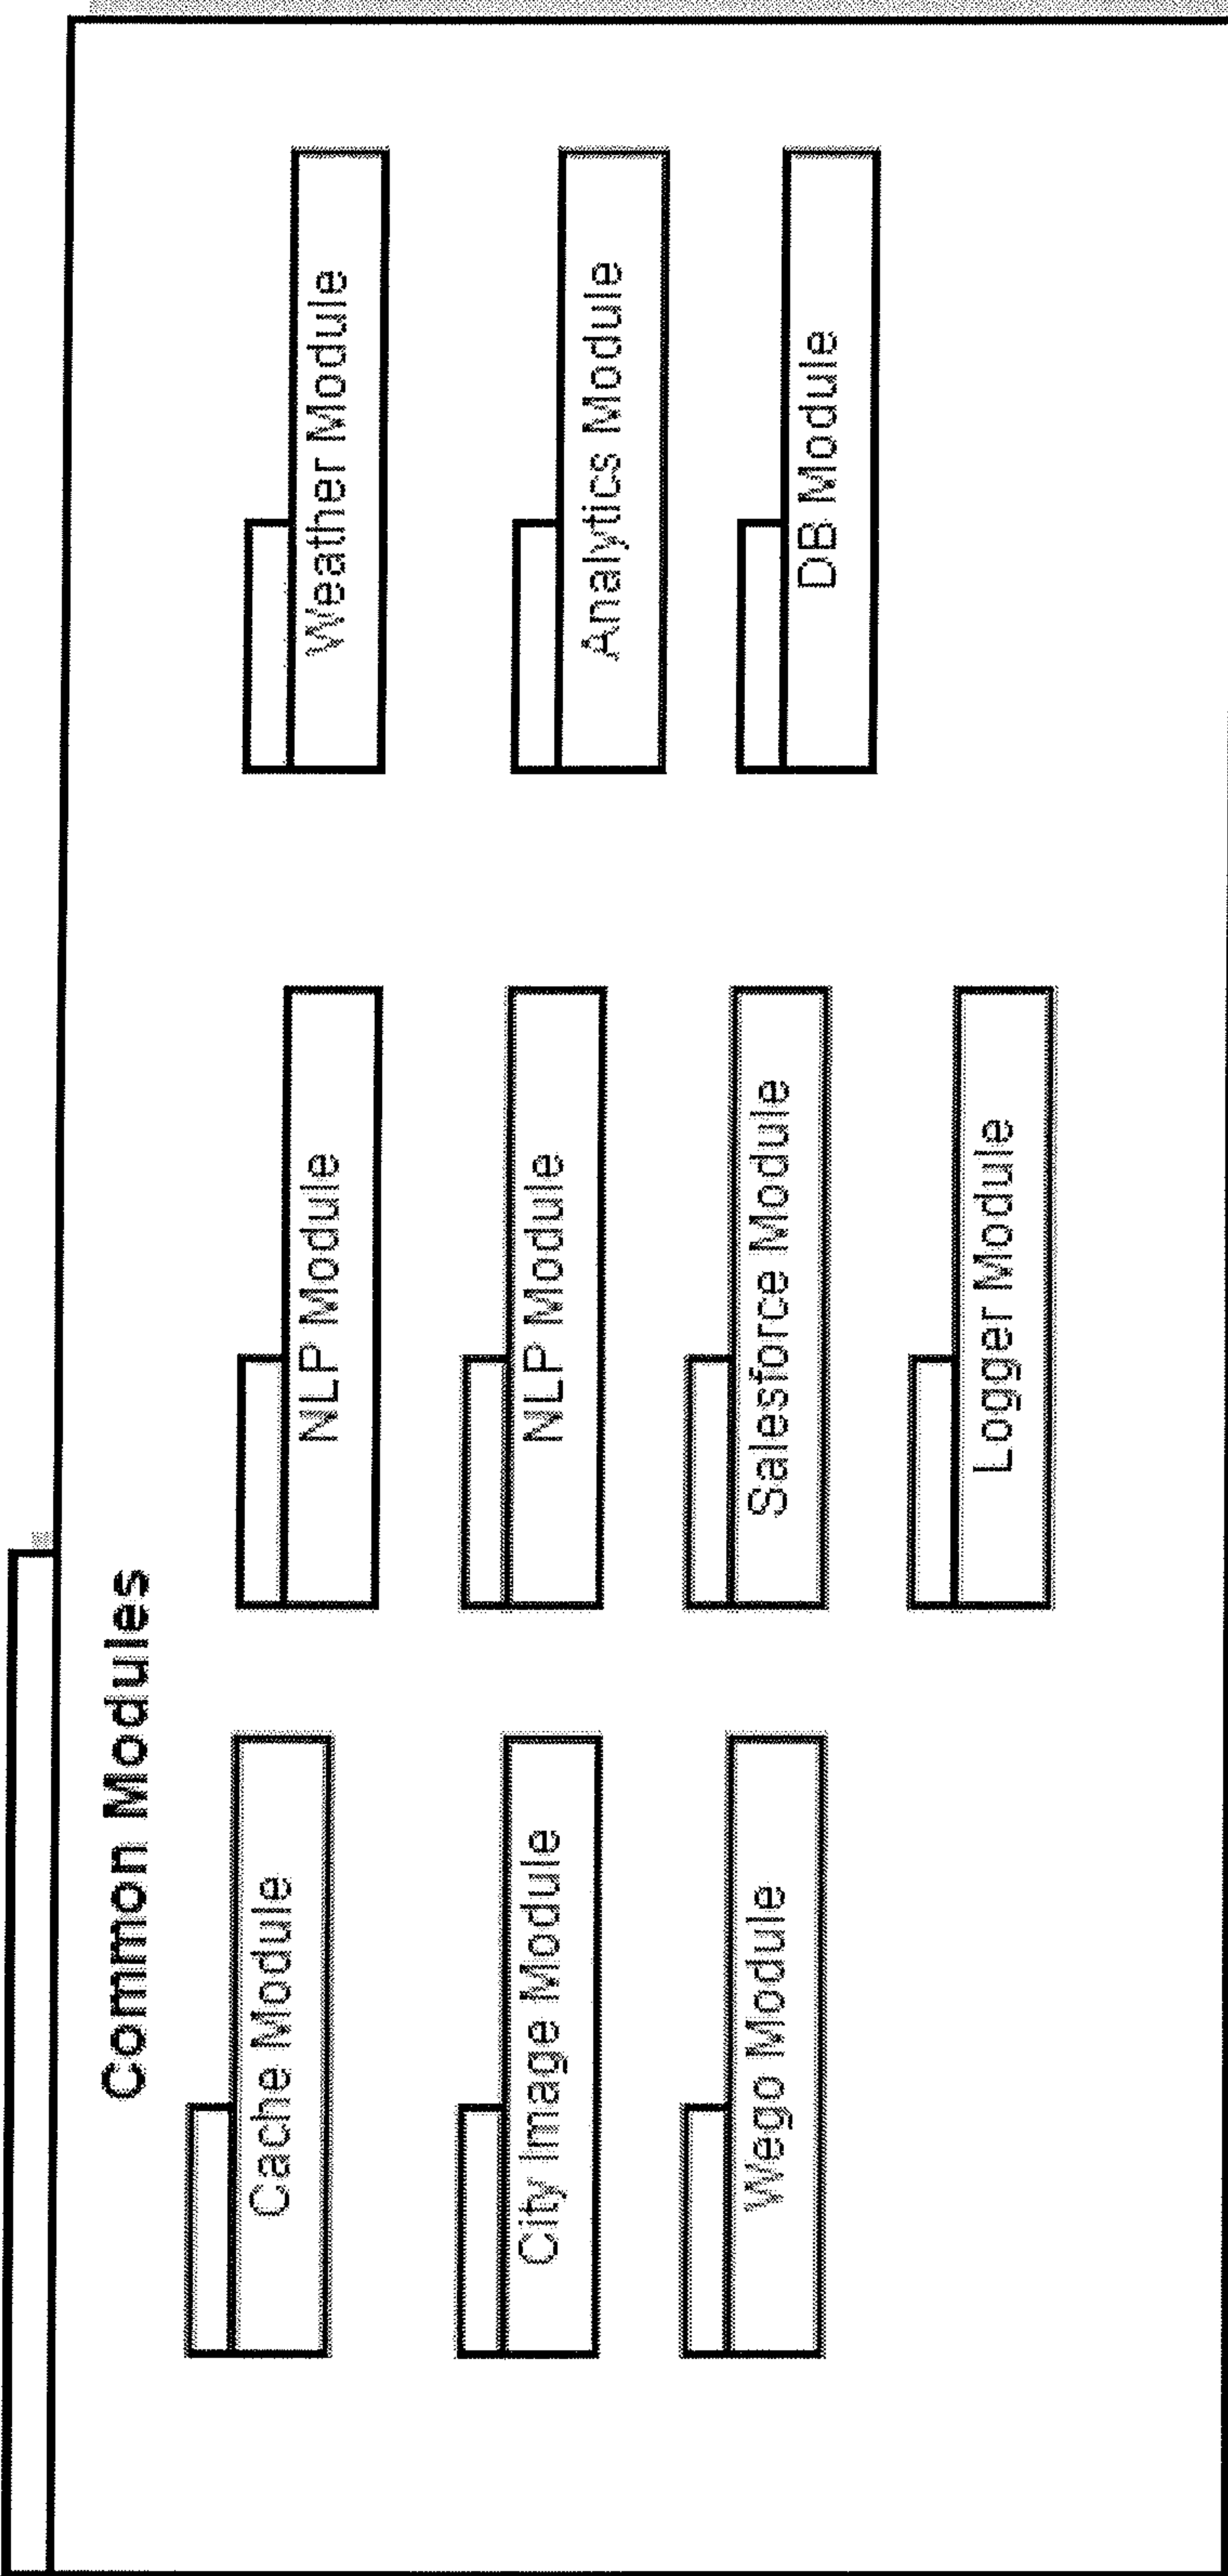 Common Modules
Cache Module
NLP Module
Weather Module
City Image Module
NLP Module
Analytics Module
Wego Module
Salesforce Module
DB Module
Logger Module